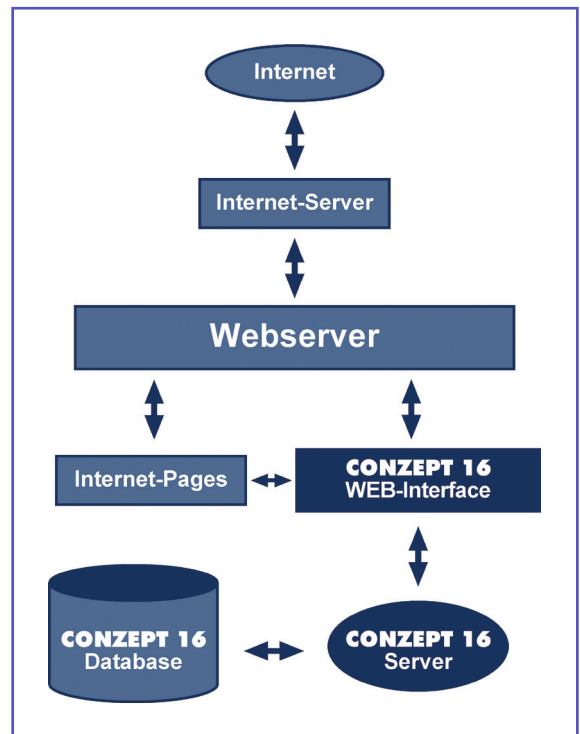 Internet
Internet-Server
Webserver
Internet-Pages
CONZEPT 16
WEB-Interface
CONZEPT 16
Database
CONZEPT 16
Server